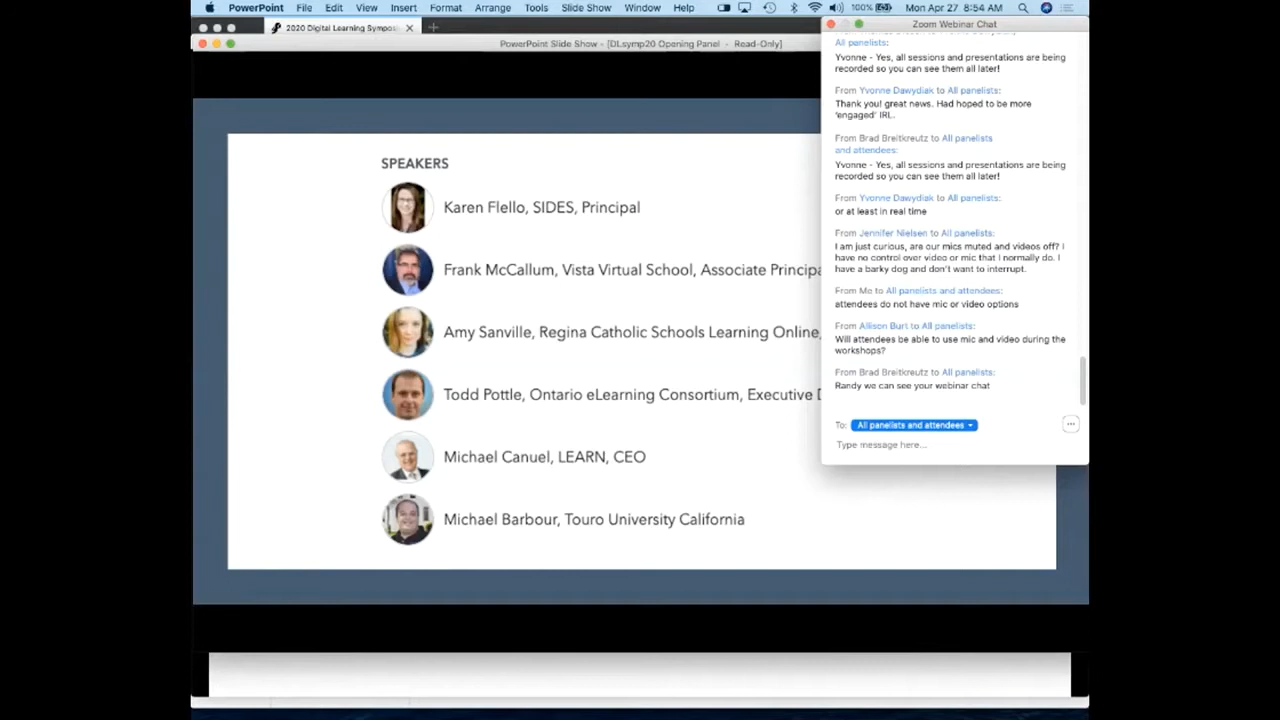 PowerPoint File Edit View Insert Format Arrange Tools Slide Show Window Help 100% Mon Apr 27 8:54 AM
2020 Digital Learning Sympos
PowerPoint Slide Show - [DLsymp20 Opening Panel - Read-Only]
SPEAKERS
Karen Flello, SIDES, Principal
Frank McCallum, Vista Virtual School, Associate Principa
Amy Sanville, Regina Catholic Schools Learning Online,
Todd Pottle, Ontario eLearning Consortium, Executive D
Michael Canuel, LEARN, CEO
Michael Barbour, Touro University California
Zoom Webinar Chat
All panelists:
Yvonne - Yes, all sessions and presentations are being
recorded so you can see them all later!
From Yvonne Dawydiak to All panelists:
Thank you! great news. Had hoped to be more
'engaged' IRL.
From Brad Breitkreutz to All panelists
and attendees:
Yvonne - Yes, all sessions and presentations are being
recorded so you can see them all later!
From Yvonne Dawydiak to All panelists:
or at least in real time
From Jennifer Nielsen to All panelists:
I am just curious, are our mics muted and videos off? I
have no control over video or mic that I normally do. I
have a barky dog and don't want to interrupt.
From Me to All panelists and attendees:
attendees do not have mic or video options
From Allison Burt to All panelists:
Will attendees be able to use mic and video during the
workshops?
From Brad Breitkreutz to All panelists:
Randy we can see your webinar chat
To: All panelists and attendees
Type message here...